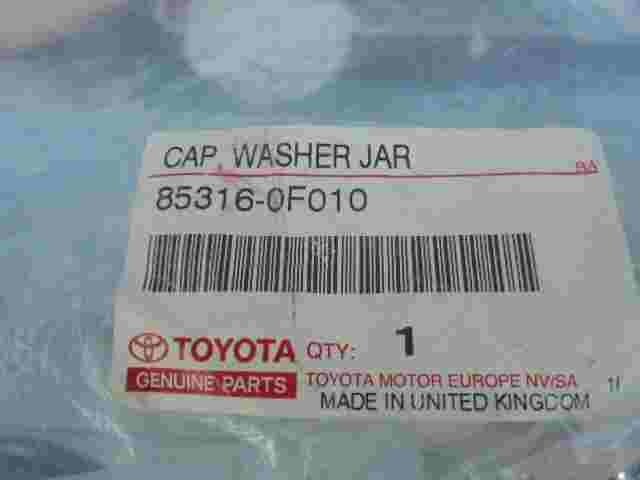 CAP, WASHER JAR
85316-0F010
TOYOTA QTY: 1
GENUINE PARTS TOYOTA MOTOR EUROPE NV/SA
MADE IN UNITED KINGDOM